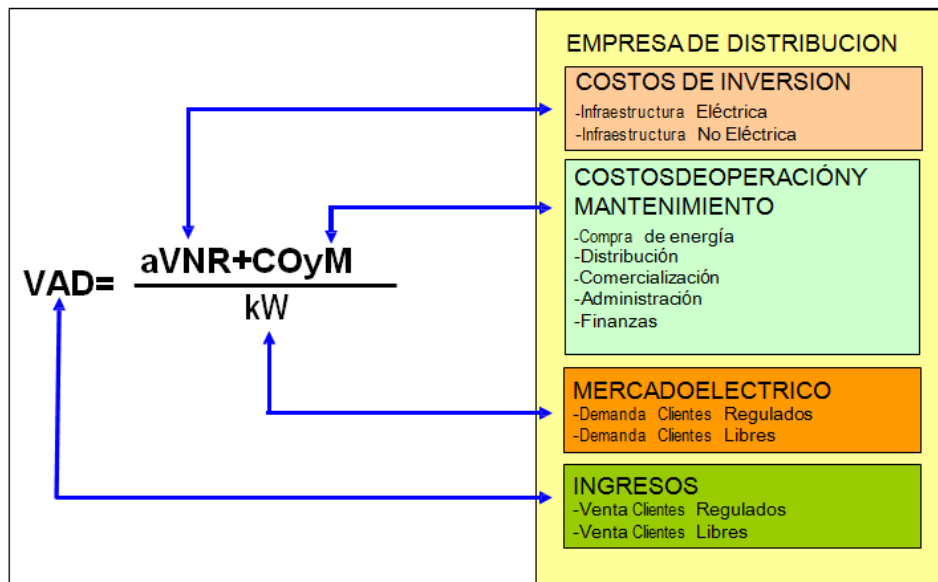 EMPRESA DE DISTRIBUCION
COSTOS DE INVERSION
-Infraestructura Eléctrica
-Infraestructura No Eléctrica
COSTOSDEOPERACIÓNY
MANTENIMIENTO
-Compra de energía
-Distribución
-Comercialización
-Administración
-Finanzas
VAD=
aVNR+COyM
kW
MERCADOELECTRICO
-Demanda Clientes Regulados
-Demanda Clientes Libres
INGRESOS
-Venta Clientes Regulados
-Venta Clientes Libres